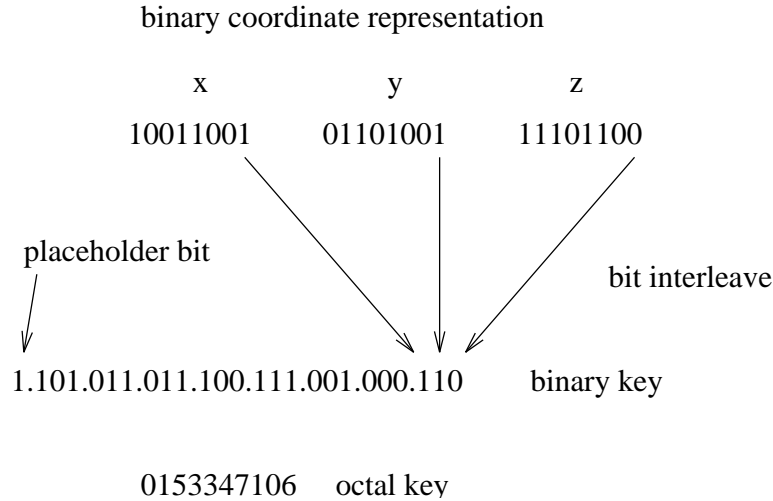 binary coordinate representation
x y z
10011001 01101001 11101100
placeholder bit
bit interleave
1.101.011.011.100.111.001.000.110 binary key
0153347106 octal key